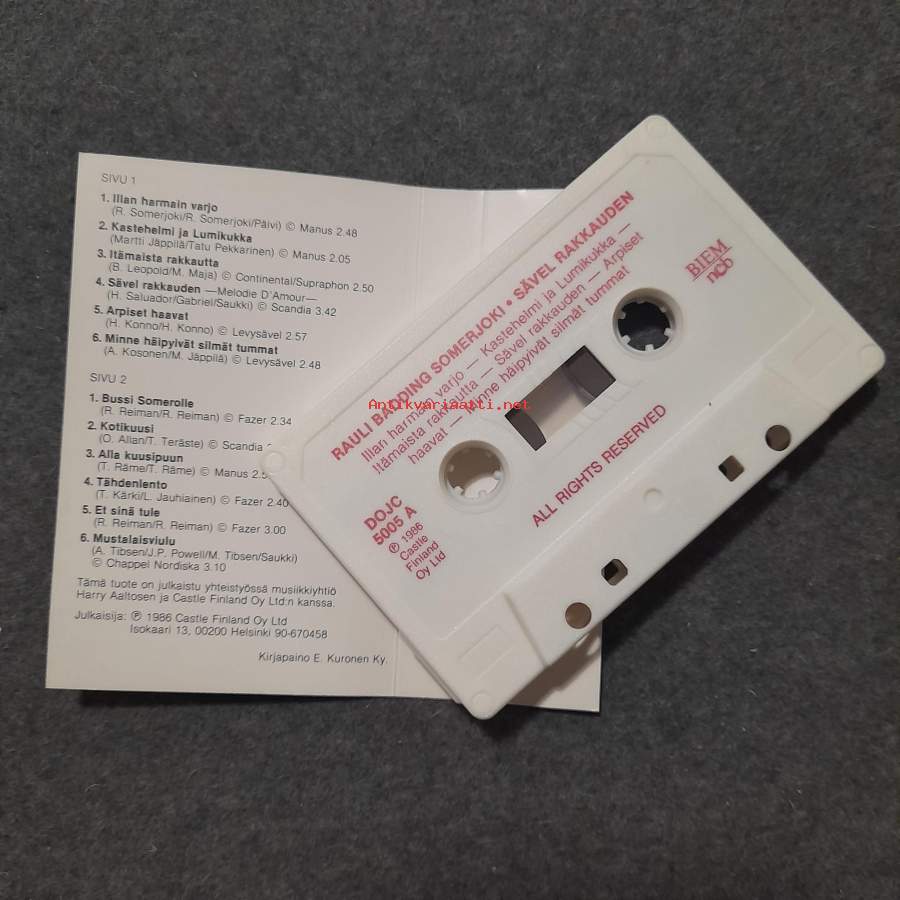 SIVU 1
1. Illan harmain varjo
(R. Somerjoki/R. Somerjoki/Päivi) © Manus 2.48
2. Kastehelmi ja Lumikukka
(Martti Jäppilä/Tatu Pekkarinen) © Manus 2.05
3. Itämaista rakkautta
(B. Leopold/M. Maja) © Continental/Supraphon 2.50
4. Sävel rakkauden —Melodie D'Amour—
(H. Saluador/Gabriel/Saukki) © Scandia 3.42
5. Arpiset haavat
(H. Konno/H. Konno) © Levysävel 2.57
6. Minne häipyivät silmät tummat
(A. Kosonen/M. Jäppilä) © Levysävel 2.48
SIVU 2
1. Bussi Somerolle
(R. Reiman/R. Reiman) © Fazer 2.34
2. Kotikuusi
(O. Alian/T. Teräste) © Scandia
3. Alla kuusipuun
(T. Räme/T. Räme) © Manus
4. Tähdenlento
(T. Kärki/L. Jauhiainen) © Fazer 2.40
5. Et sinä tule
(R. Reiman/R. Reiman) © Fazer 3.00
6. Mustalaisviulu
(A. Tibsen/J.P. Powell/M. Tibsen/Saukki)
© Chappel Nordiska 3.10
Tämä tuote on julkaistu yhteistyössä musiikkiyhtiö
Harry Aaltosen ja Castle Finland Oy Ltd:n kanssa.
Julkaisija: ℗ 1986 Castle Finland Oy Ltd
Isokaari 13, 00200 Helsinki 90-670458
Kirjapaino E. Kuronen Ky.
RAULI BADDING SOMERJOKI • SÄVEL RAKKAUDEN
Illan harmain varjo — Kastehelmi ja Lumikukka —
Itämaista rakkautta — Sävel rakkauden — Arpiset
haavat — Minne häipyivät silmät tummat
BIEM
ncb
DOJC
5005 A
℗ 1986
Castle
Finland
Oy Ltd
ALL RIGHTS RESERVED
Antikvariaatti.net